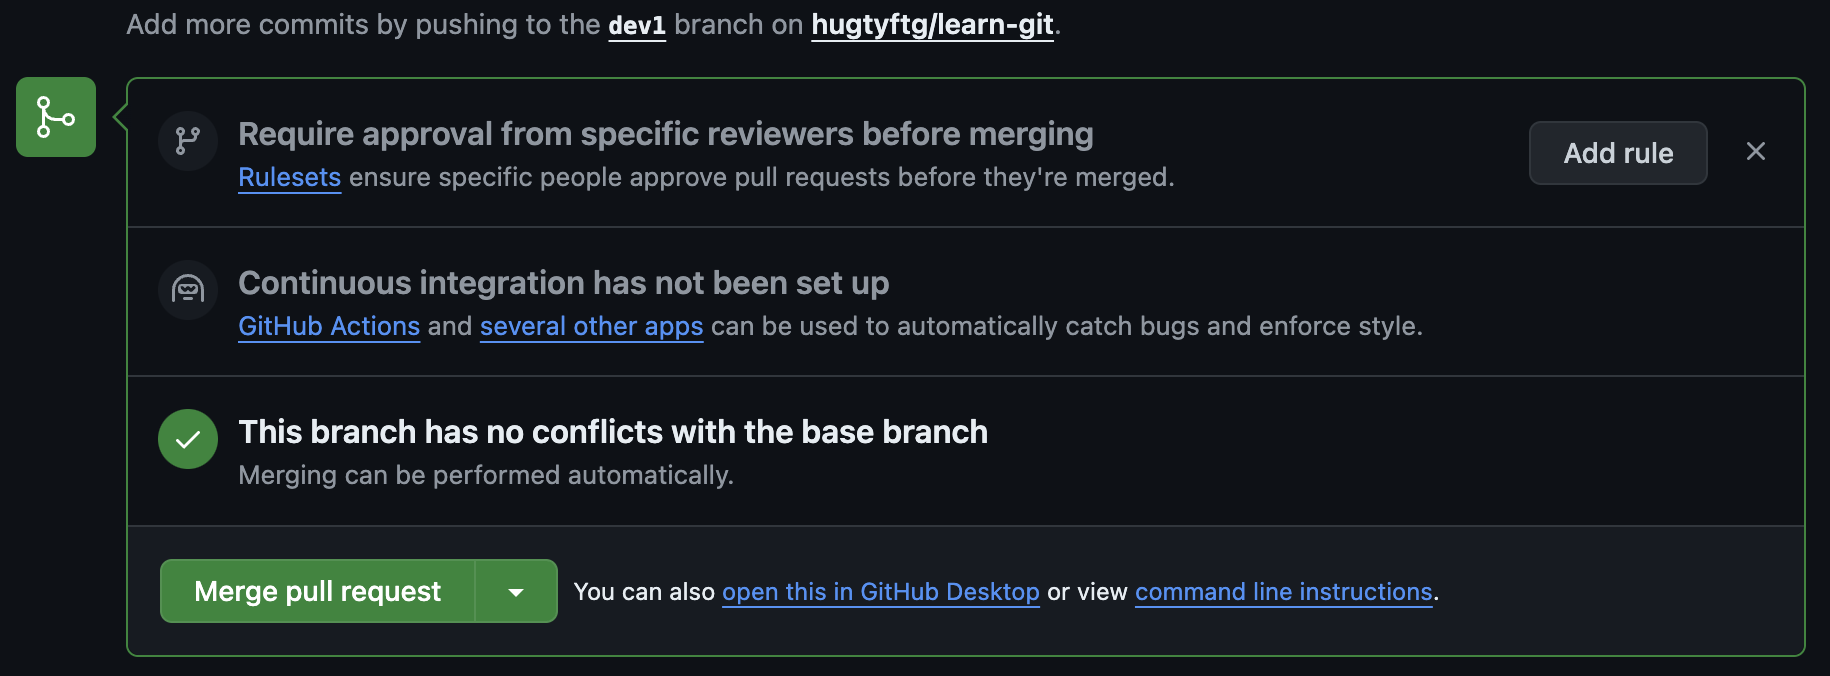 Add more commits by pushing to the dev1 branch on hugtyftg/learn-git.
Require approval from specific reviewers before merging
Rulesets ensure specific people approve pull requests before they're merged.
Add rule
Continuous integration has not been set up
GitHub Actions and several other apps can be used to automatically catch bugs and enforce style.
This branch has no conflicts with the base branch
Merging can be performed automatically.
Merge pull request
You can also open this in GitHub Desktop or view command line instructions.